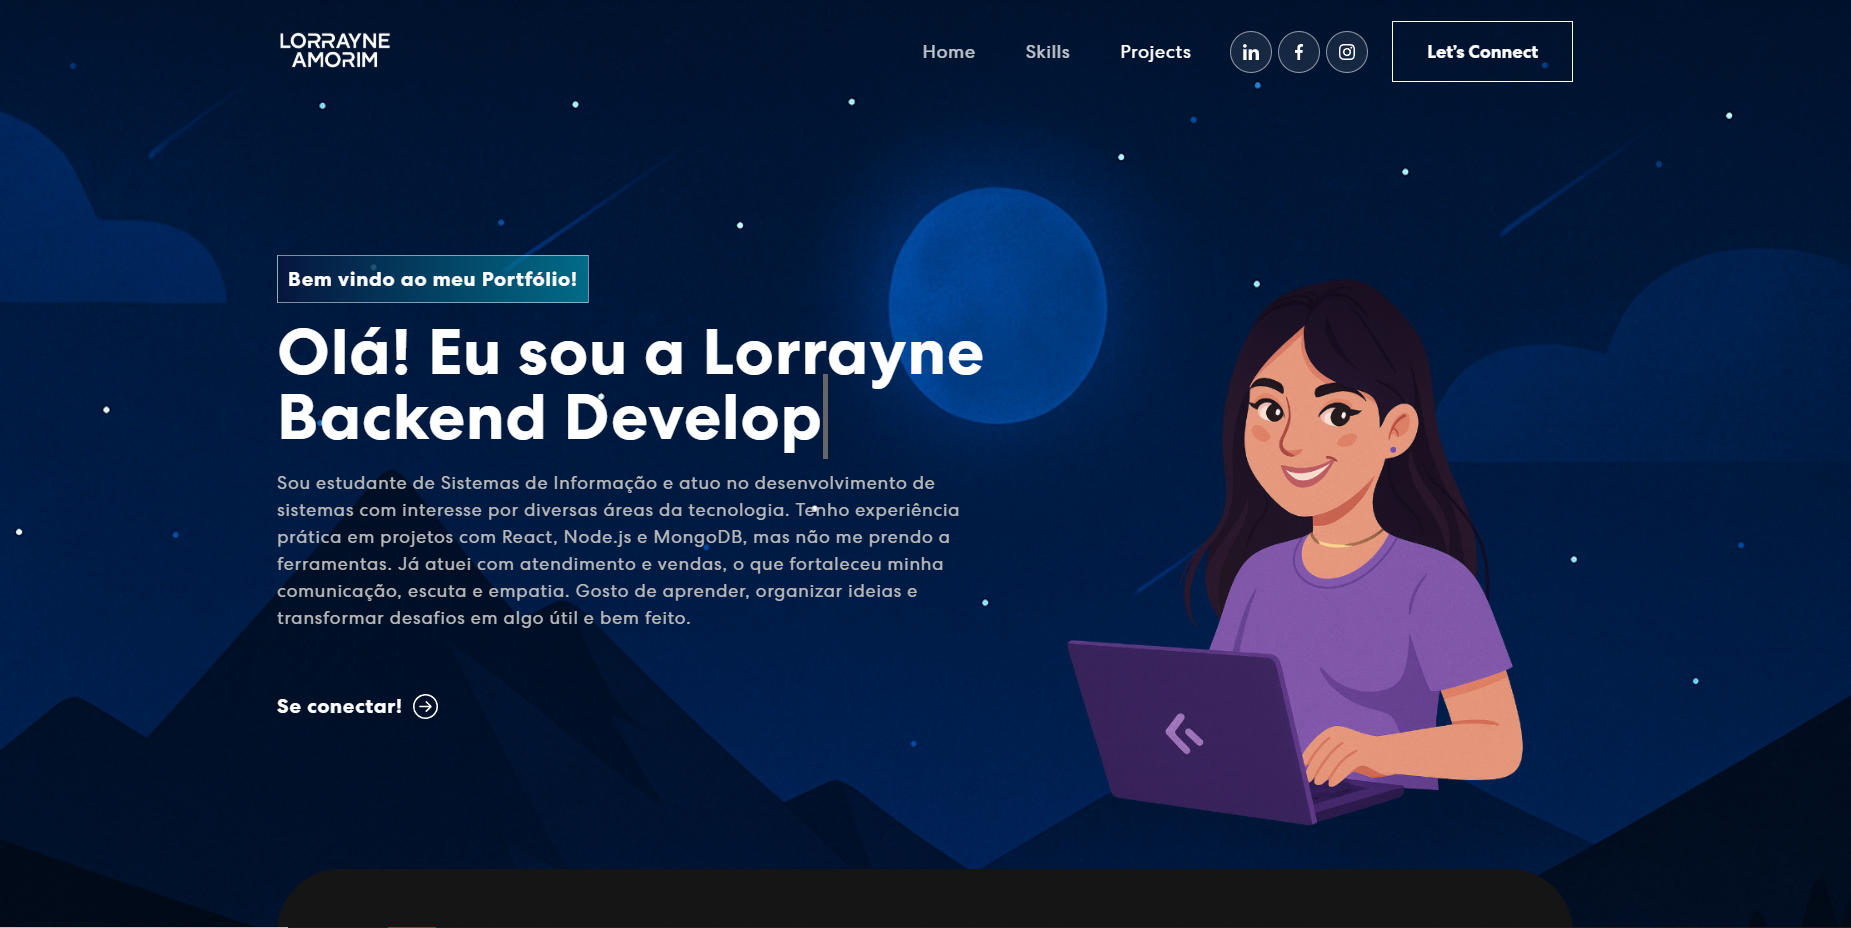 LORRAYNE
AMORIM
Home
Skills
Projects
in
f
Let's Connect
Bem vindo ao meu Portfólio!
Olá! Eu sou a Lorrayne
Backend Develop
Sou estudante de Sistemas de Informação e atuo no desenvolvimento de
sistemas com interesse por diversas áreas da tecnologia. Tenho experiência
prática em projetos com React, Node.js e MongoDB, mas não me prendo a
ferramentas. Já atuei com atendimento e vendas, o que fortaleceu minha
comunicação, escuta e empatia. Gosto de aprender, organizar ideias e
transformar desafios em algo útil e bem feito.
Se conectar!